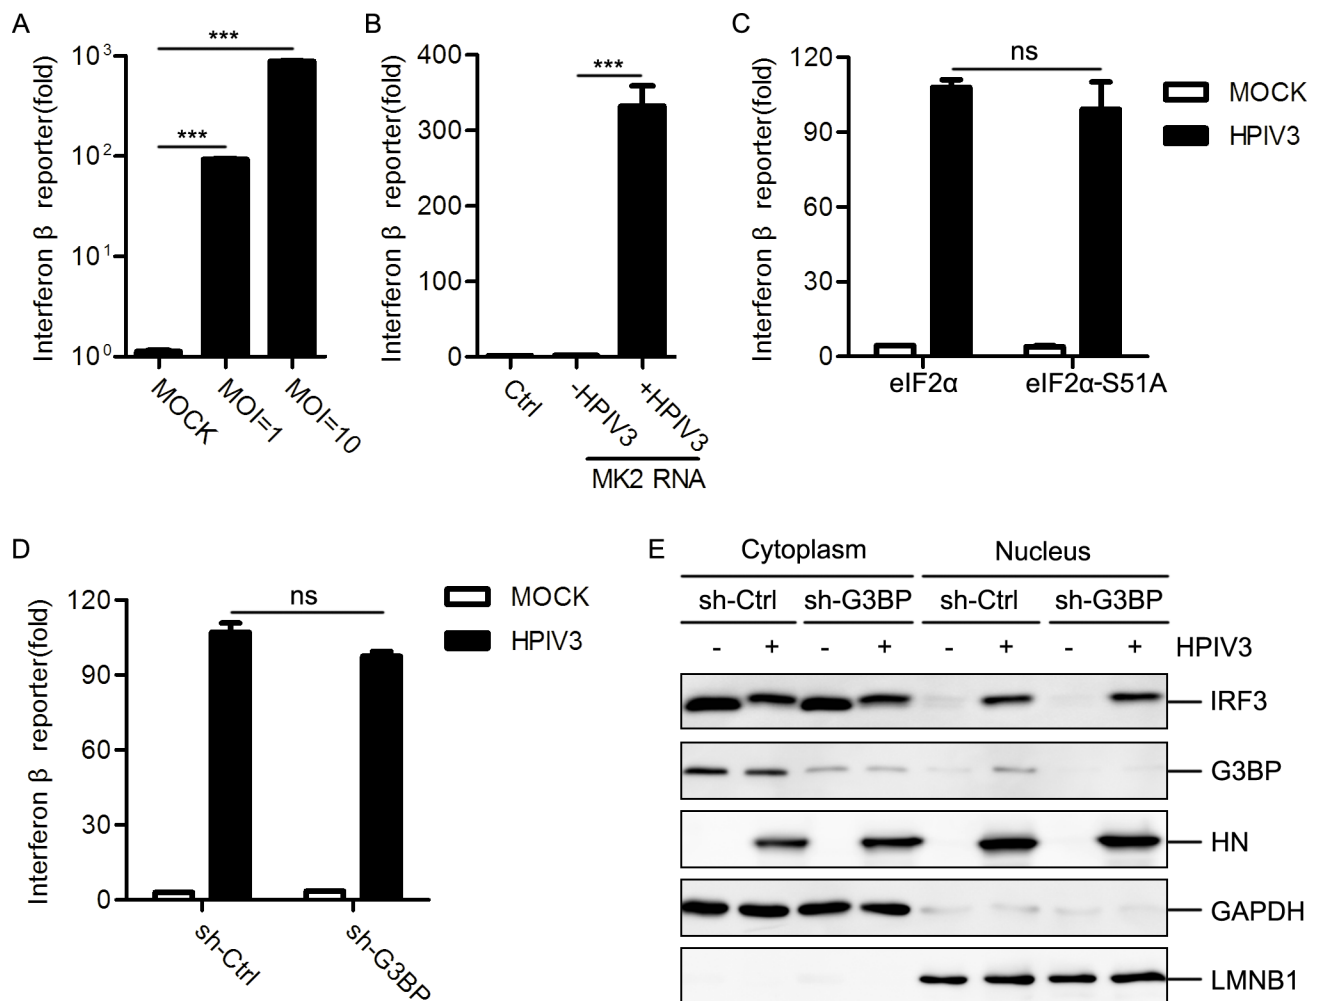 A
Interferon β reporter(fold)
10³
10²
10¹
10⁰
***
***
MOCK
MOI=1
MOI=10
B
Interferon β reporter(fold)
400
300
200
100
0
***
Ctrl
-HPIV3
+HPIV3
MK2 RNA
C
Interferon β reporter(fold)
120
90
60
30
0
ns
eIF2α
eIF2α-S51A
MOCK
HPIV3
D
Interferon β reporter(fold)
120
90
60
30
0
ns
sh-Ctrl
sh-G3BP
MOCK
HPIV3
E
Cytoplasm Nucleus
sh-Ctrl sh-G3BP sh-Ctrl sh-G3BP
- + - + - + - + HPIV3
IRF3
G3BP
HN
GAPDH
LMNB1